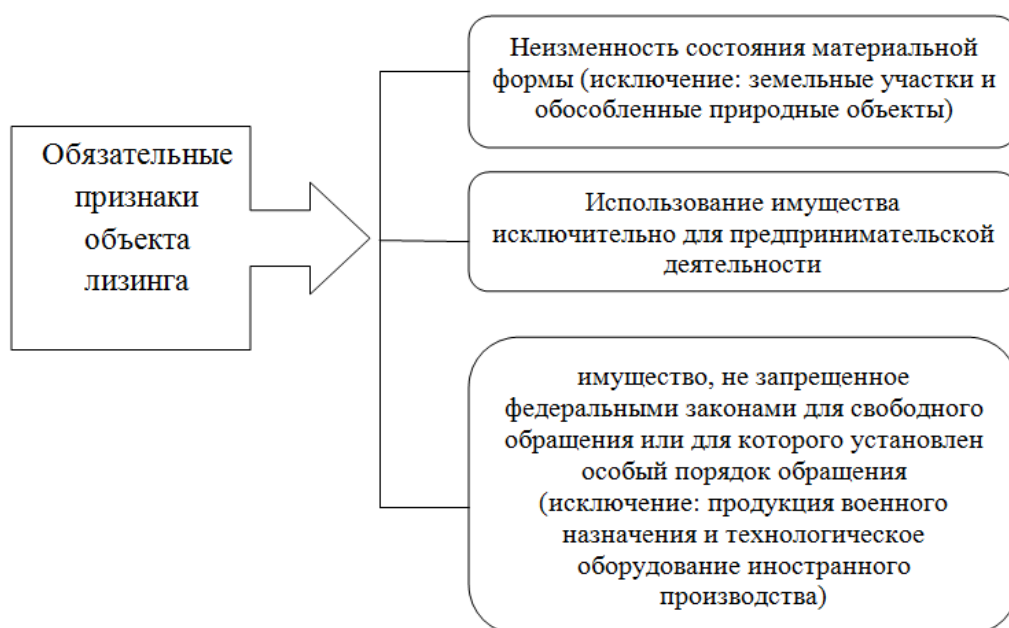 Обязательные
признаки
объекта
лизинга
Неизменность состояния материальной
формы (исключение: земельные участки и
обособленные природные объекты)
Использование имущества
исключительно для предпринимательской
деятельности
имущество, не запрещенное
федеральными законами для свободного
обращения или для которого установлен
особый порядок обращения
(исключение: продукция военного
назначения и технологическое
оборудование иностранного
производства)